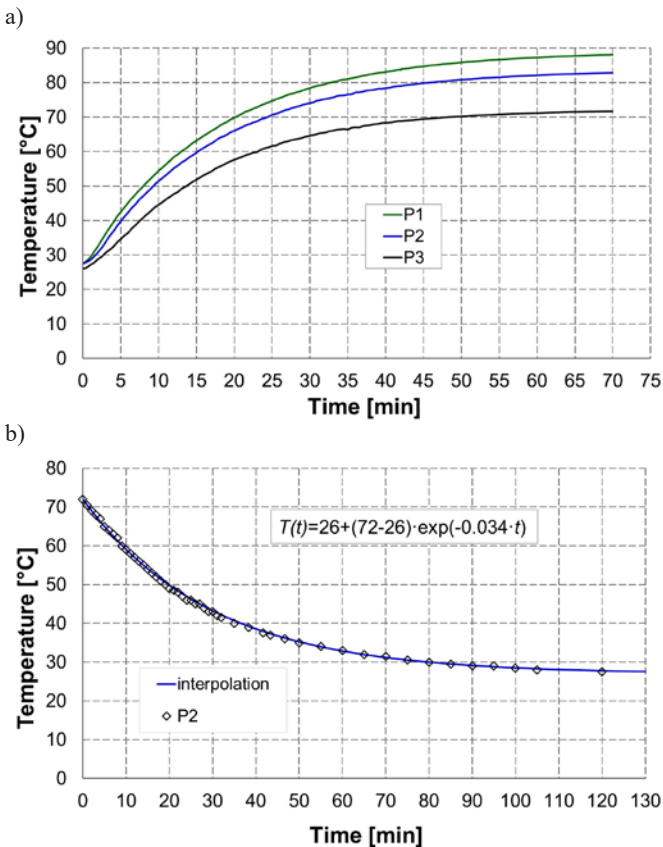 a)
90
80
70
60
50
40
30
20
10
0
Temperature [°C]
P1
P2
P3
0 5 10 15 20 25 30 35 40 45 50 55 60 65 70 75
Time [min]
b)
80
70
60
50
40
30
20
10
0
Temperature [°C]
T(t)=26+(72-26)·exp(-0.034·t)
interpolation
P2
0 10 20 30 40 50 60 70 80 90 100 110 120 130
Time [min]